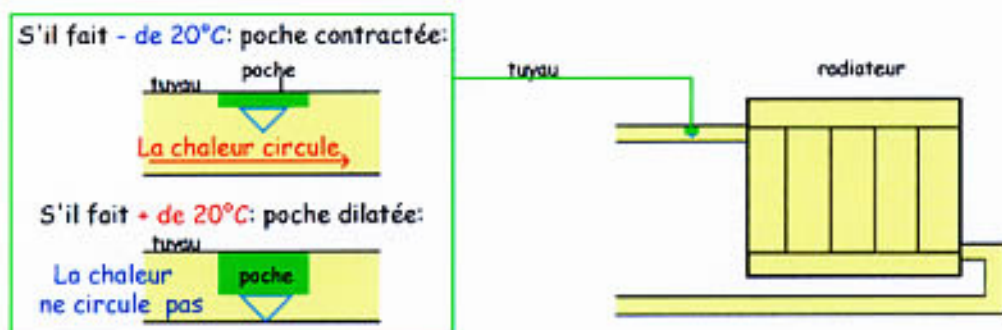 S'il fait - de 20°C: poche contractée:
poche
tuyau
La chaleur circule
S'il fait + de 20°C: poche dilatée:
tuyau
La chaleur
ne circule pas
poche
tuyau
radiateur